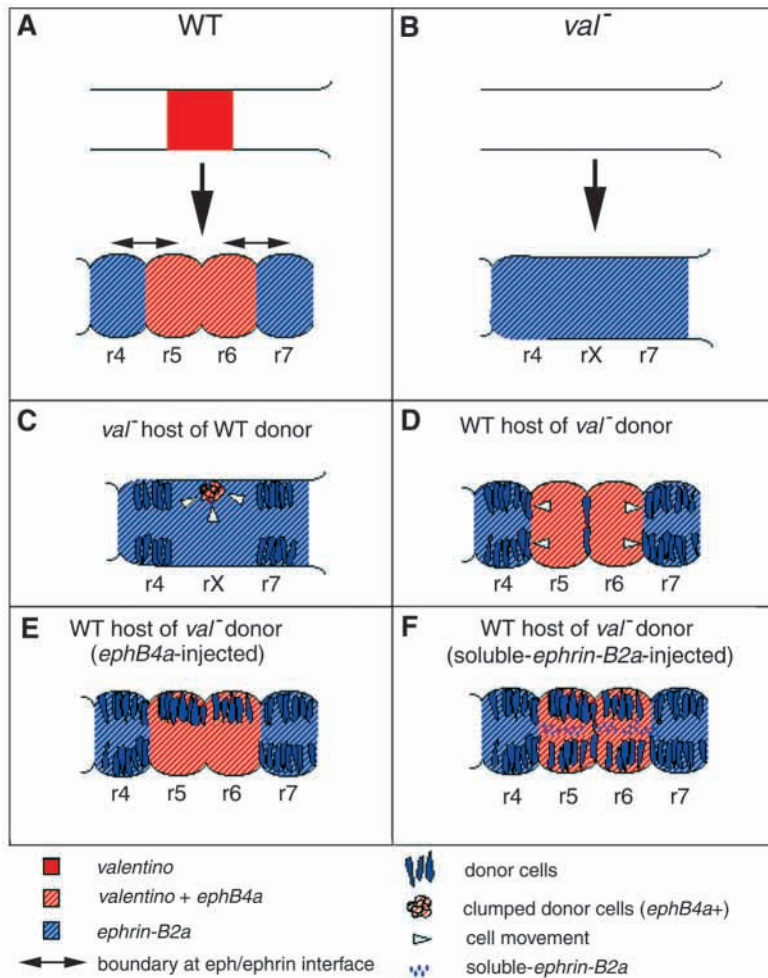 A WT
B val⁻
r4 r5 r6 r7
r4 rX r7
C val⁻ host of WT donor
r4 rX r7
D WT host of val⁻ donor
r4 r5 r6 r7
E WT host of val⁻ donor
(ephB4a-injected)
r4 r5 r6 r7
F WT host of val⁻ donor
(soluble-ephrin-B2a-injected)
r4 r5 r6 r7
valentino
valentino + ephB4a
ephrin-B2a
boundary at eph/ephrin interface
donor cells
clumped donor cells (ephB4a+)
cell movement
soluble-ephrin-B2a